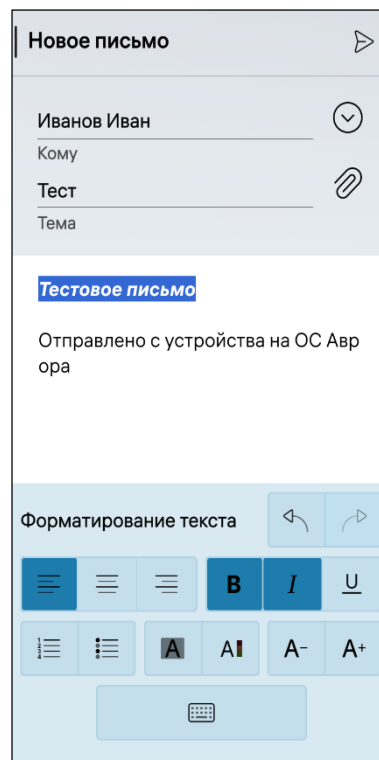 Новое письмо
Иванов Иван
Кому
Тест
Тема
Тестовое письмо
Отправлено с устройства на ОС Авр
ора
Форматирование текста
B I U
A A A- A+